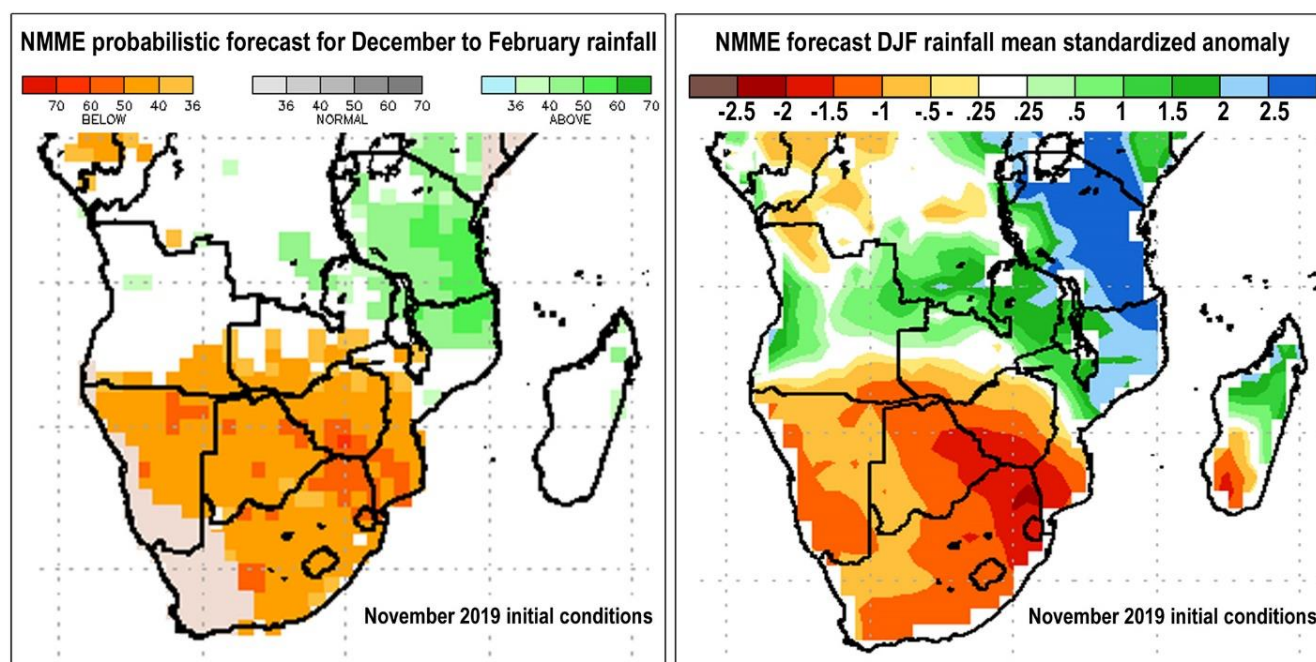 NMME probabilistic forecast for December to February rainfall
70 60 50 40 36
BELOW
36 40 50 60 70
NORMAL
36 40 50 60 70
ABOVE
November 2019 initial conditions
NMME forecast DJF rainfall mean standardized anomaly
-2.5 -2 -1.5 -1 -.5 - .25 .25 .5 1 1.5 2 2.5
November 2019 initial conditions